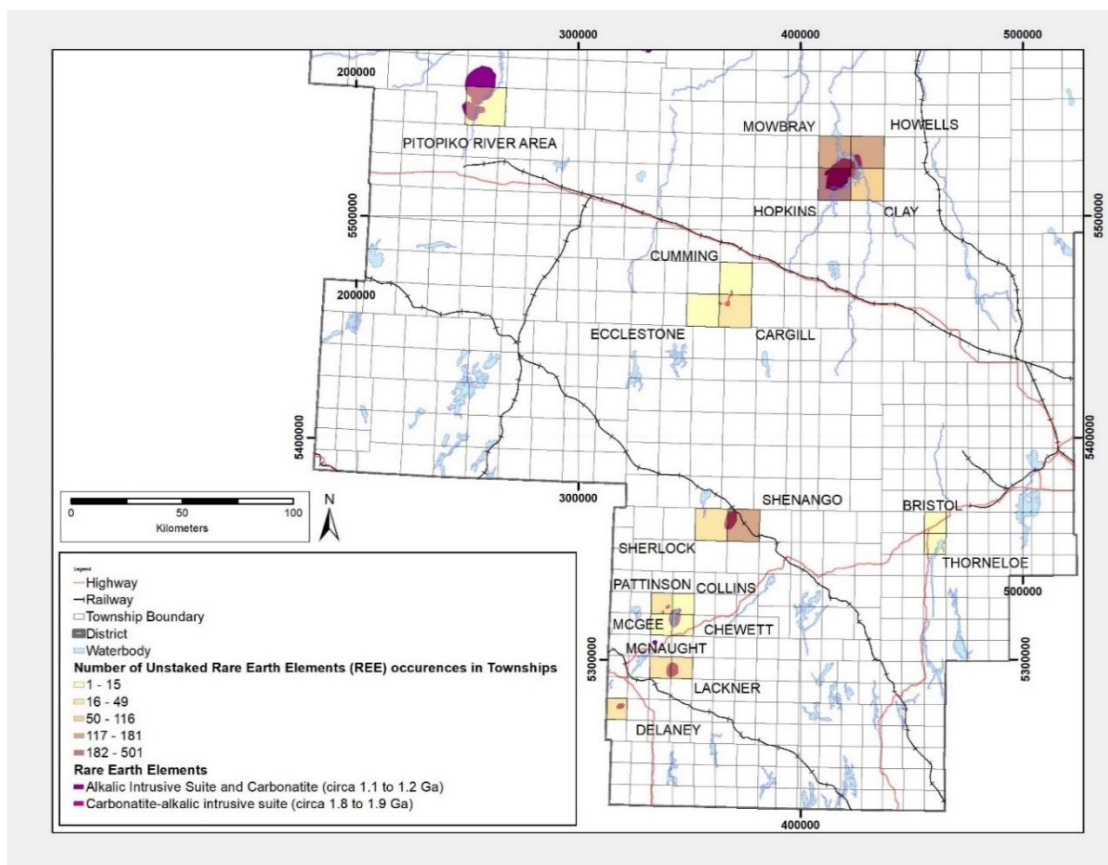 300000
400000
500000
200000
PITOPIKO RIVER AREA
MOWBRAY
HOWELLS
HOPKINS
CLAY
5500000
5500000
CUMMING
200000
ECCLESTONE
CARGILL
5400000
5400000
300000
SHENANGO
BRISTOL
SHERLOCK
THORNELOE
500000
PATTINSON
COLLINS
MCGEE
CHEWETT
MCNAUGHT
5300000
5300000
LACKNER
DELANEY
400000
0 50 100
Kilometers
N
Legend
Highway
Railway
Township Boundary
District
Waterbody
Number of Unstaked Rare Earth Elements (REE) occurences in Townships
1 - 15
16 - 49
50 - 116
117 - 181
182 - 501
Rare Earth Elements
Alkalic Intrusive Suite and Carbonatite (circa 1.1 to 1.2 Ga)
Carbonatite-alkalic intrusive suite (circa 1.8 to 1.9 Ga)